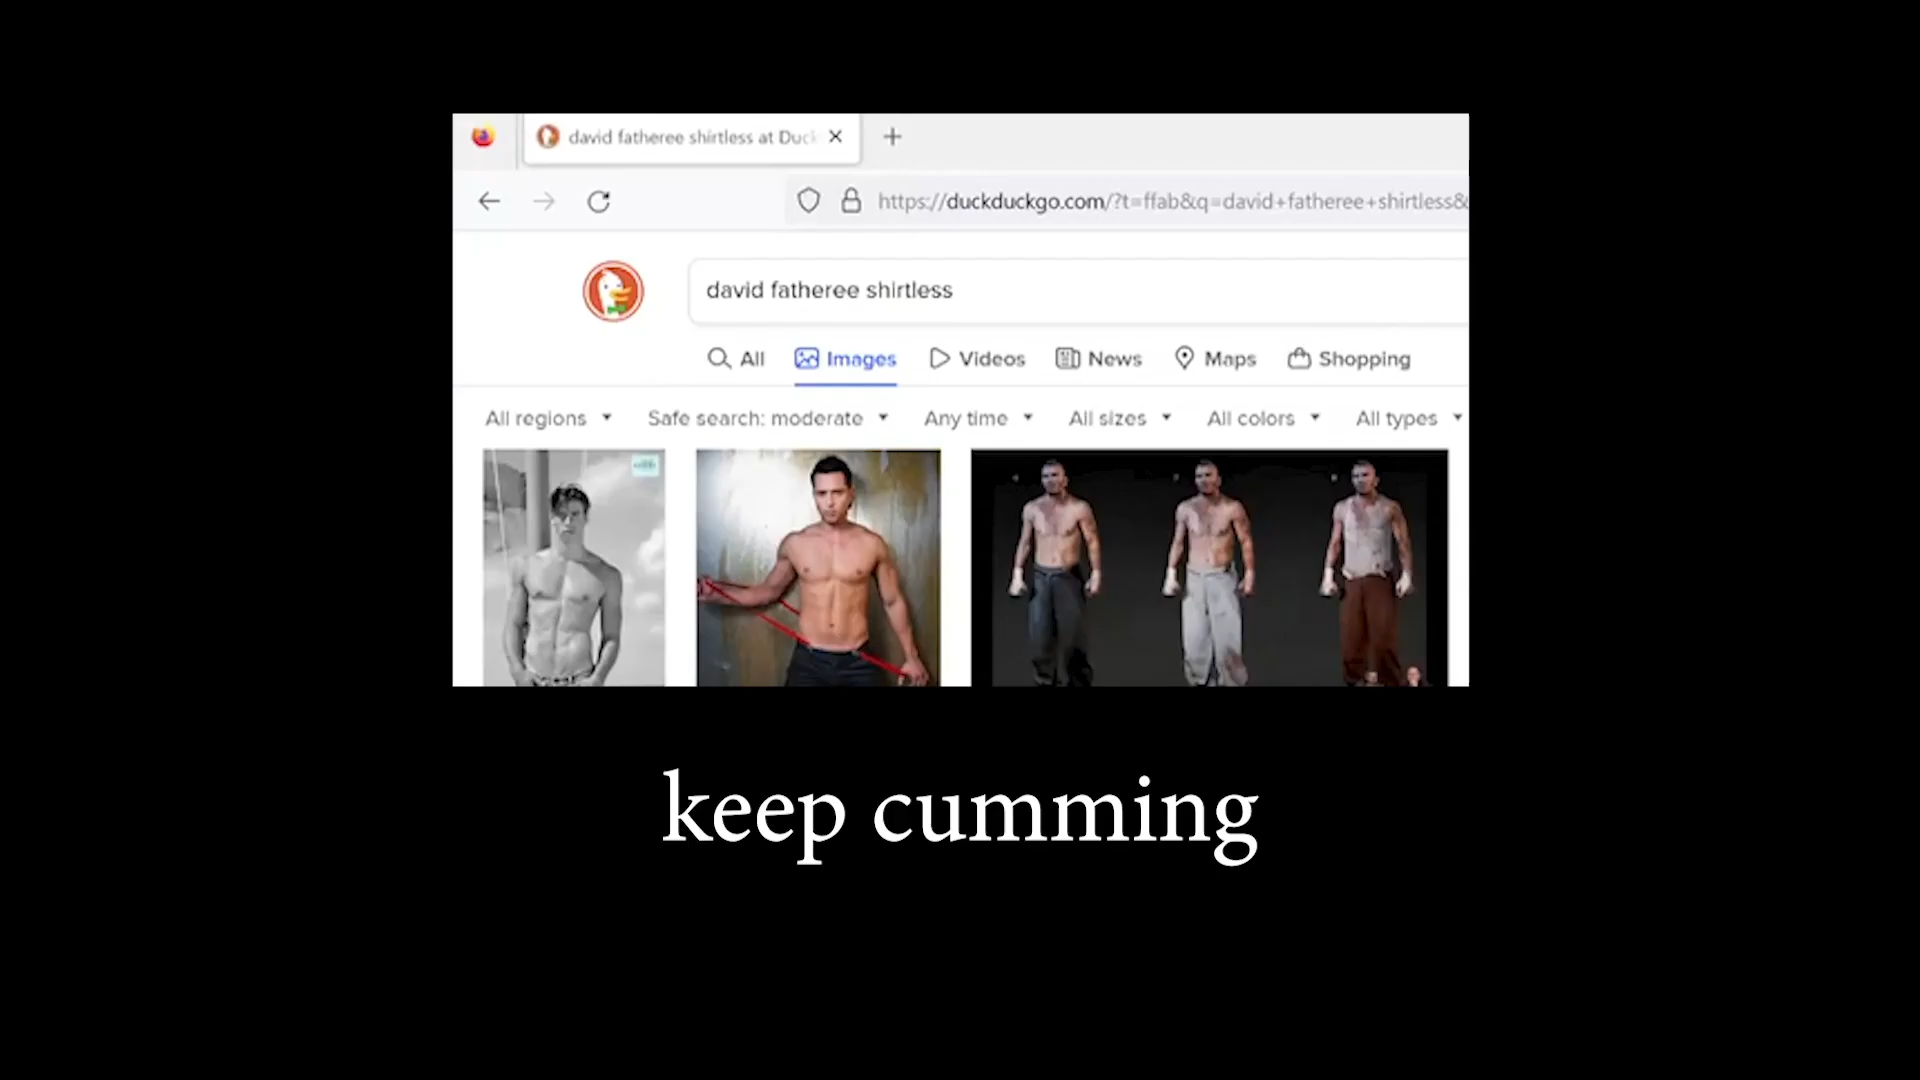 david fatheree shirtless at Duck
https://duckduckgo.com/?t=ffab&q=david+fatheree+shirtless&
david fatheree shirtless
All Images Videos News Maps Shopping
All regions Safe search: moderate Any time All sizes All colors All types
keep cumming